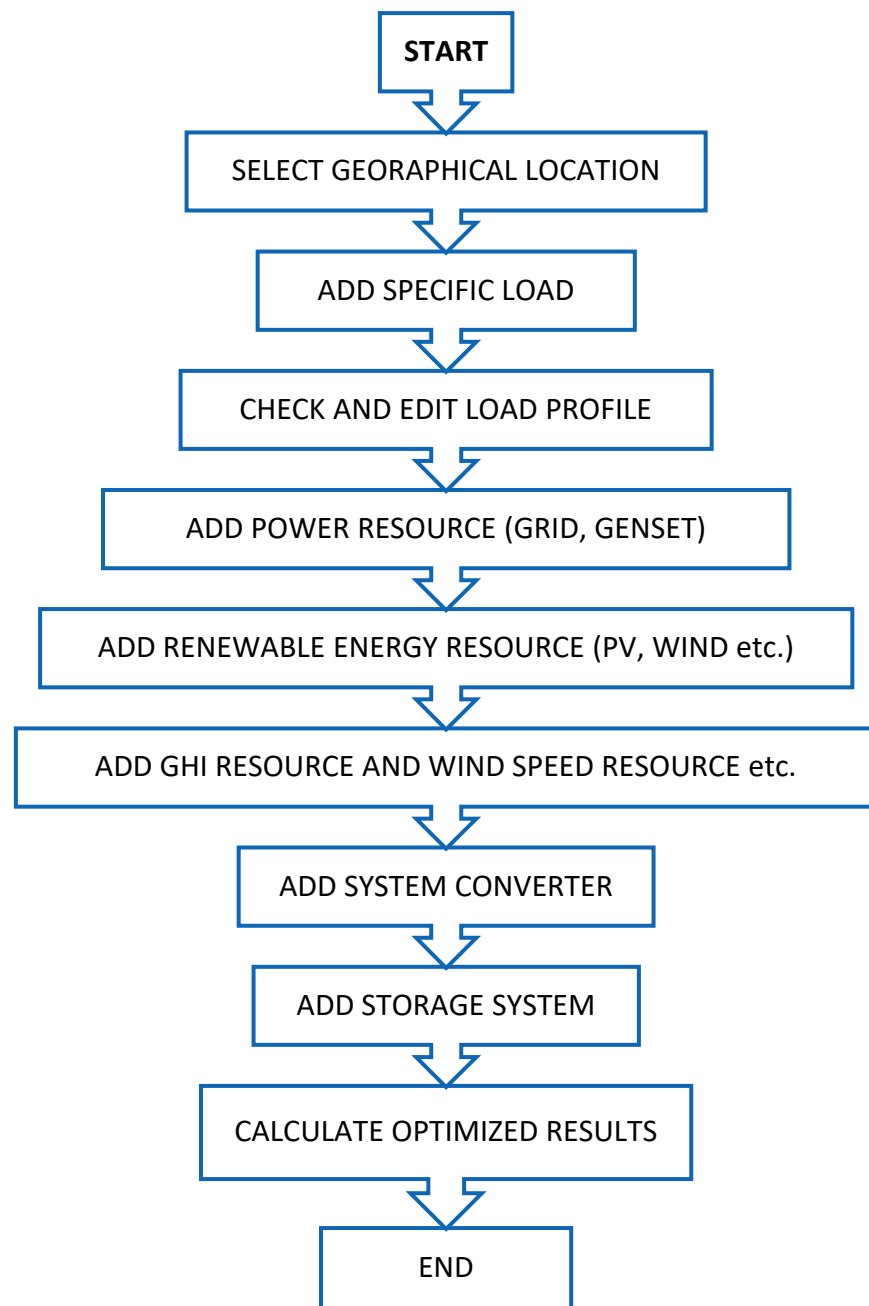 START
SELECT GEORAPHICAL LOCATION
ADD SPECIFIC LOAD
CHECK AND EDIT LOAD PROFILE
ADD POWER RESOURCE (GRID, GENSET)
ADD RENEWABLE ENERGY RESOURCE (PV, WIND etc.)
ADD GHI RESOURCE AND WIND SPEED RESOURCE etc.
ADD SYSTEM CONVERTER
ADD STORAGE SYSTEM
CALCULATE OPTIMIZED RESULTS
END